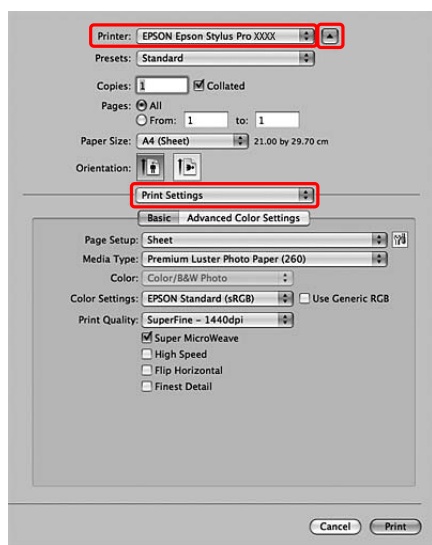 Printer: EPSON Epson Stylus Pro XXXX
Presets: Standard
Copies: 1 Collated
Pages: All
From: 1 to: 1
Paper Size: A4 (Sheet) 21.00 by 29.70 cm
Orientation:
Print Settings
Basic Advanced Color Settings
Page Setup: Sheet
Media Type: Premium Luster Photo Paper (260)
Color: Color/B&W Photo
Color Settings: EPSON Standard (sRGB) Use Generic RGB
Print Quality: SuperFine – 1440dpi
Super MicroWeave
High Speed
Flip Horizontal
Finest Detail
Cancel Print